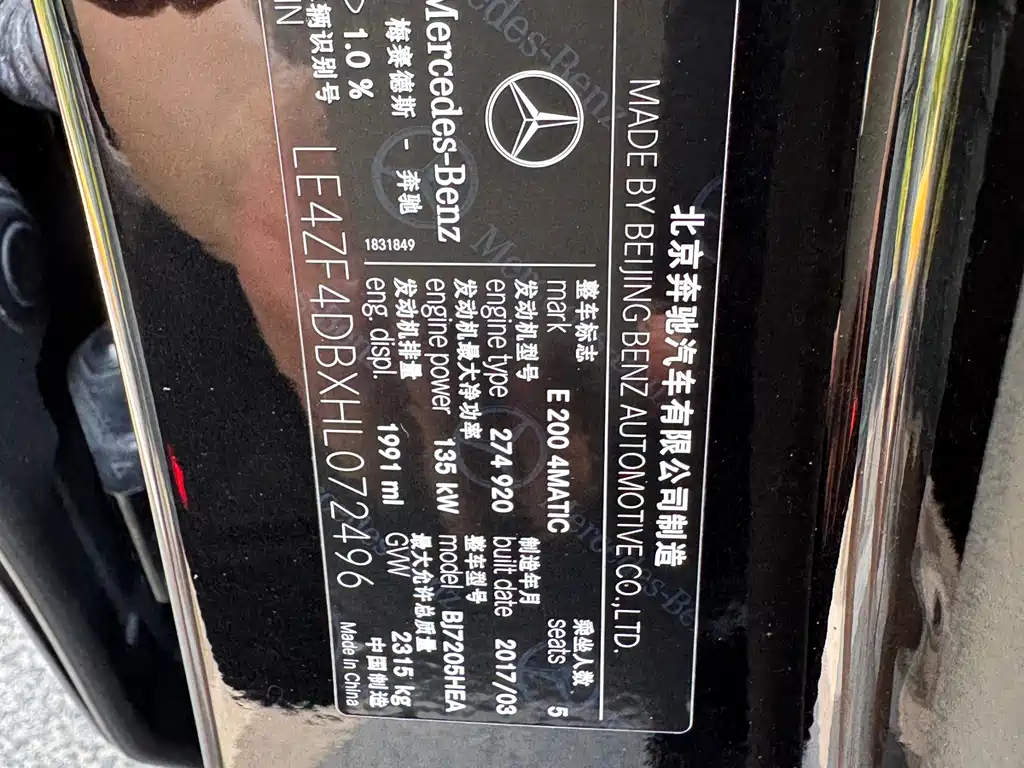 北京奔驰汽车有限公司制造
MADE BY BEIJING BENZ AUTOMOTIVE CO.,LTD.
Mercedes-Benz
梅赛德斯 - 奔驰
1831849
整车标志
mark E 200 4MATIC
乘坐人数
seats 5
发动机型号
engine type 274 920
制造年月
built date 2017/03
发动机最大净功率
engine power 135 kW
整车型号
model BJ7205HEA
发动机排量
eng. displ. 1991 ml
最大允许总质量
GVW 2315 kg
> 1.0 %
辆识别号
IN
LE4ZF4DBXHL072496
中国制造
Made In China